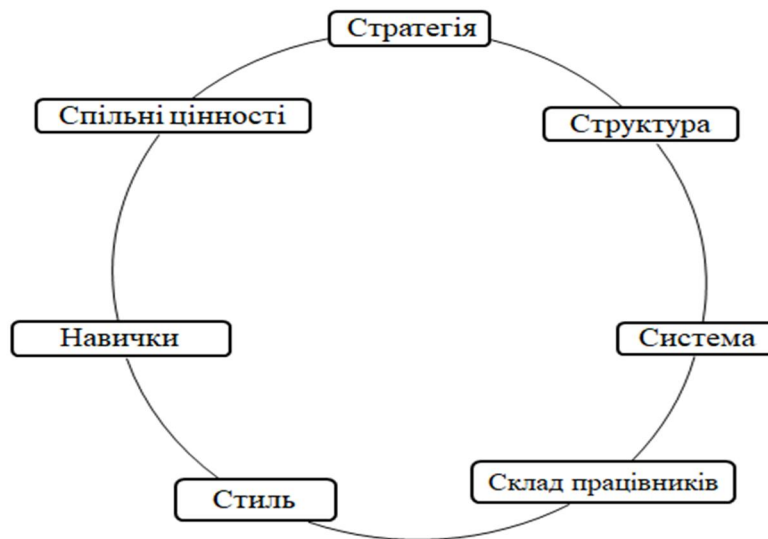 Стратегія
Структура
Система
Склад працівників
Стиль
Навички
Спільні цінності